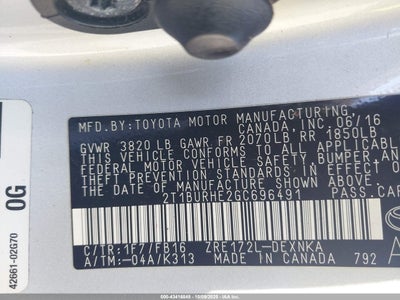 MFD.BY:TOYOTA MOTOR MANUFACTURING,
CANADA, INC. 06/16
GVWR 3820 LB GAWR FR 2070LB RR 1850LB
THIS VEHICLE CONFORMS TO ALL APPLICABLE
FEDERAL MOTOR VEHICLE SAFETY, BUMPER AND
THEFT PREVENTION STANDARDS IN EFFECT ON
THE DATE OF MANUFACTURE SHOWN ABOVE.
2T1BURHE2GC696491 PASS.CAR
C/TR:1F7/FB16 ZRE172L-DEXNKA
A/TM:-04A/K313 MADE IN CANADA 792
42661-02G70 0G